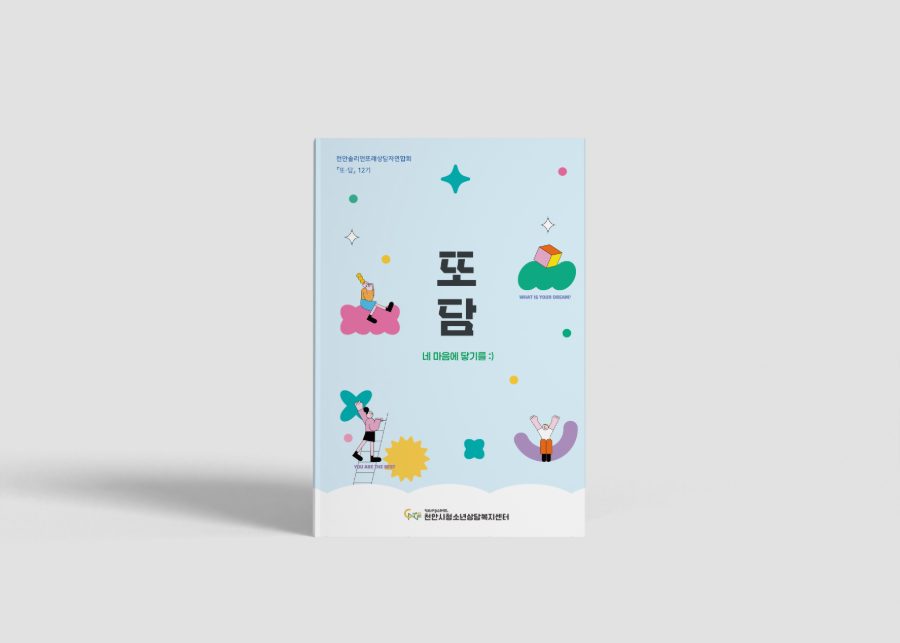 천안솔리언또래상담자연합회
「또·담」 12기
또
담
네 마음에 닿기를 :)
WHAT IS YOUR DREAM?
YOU ARE THE BEST
천안시청소년상담복지센터